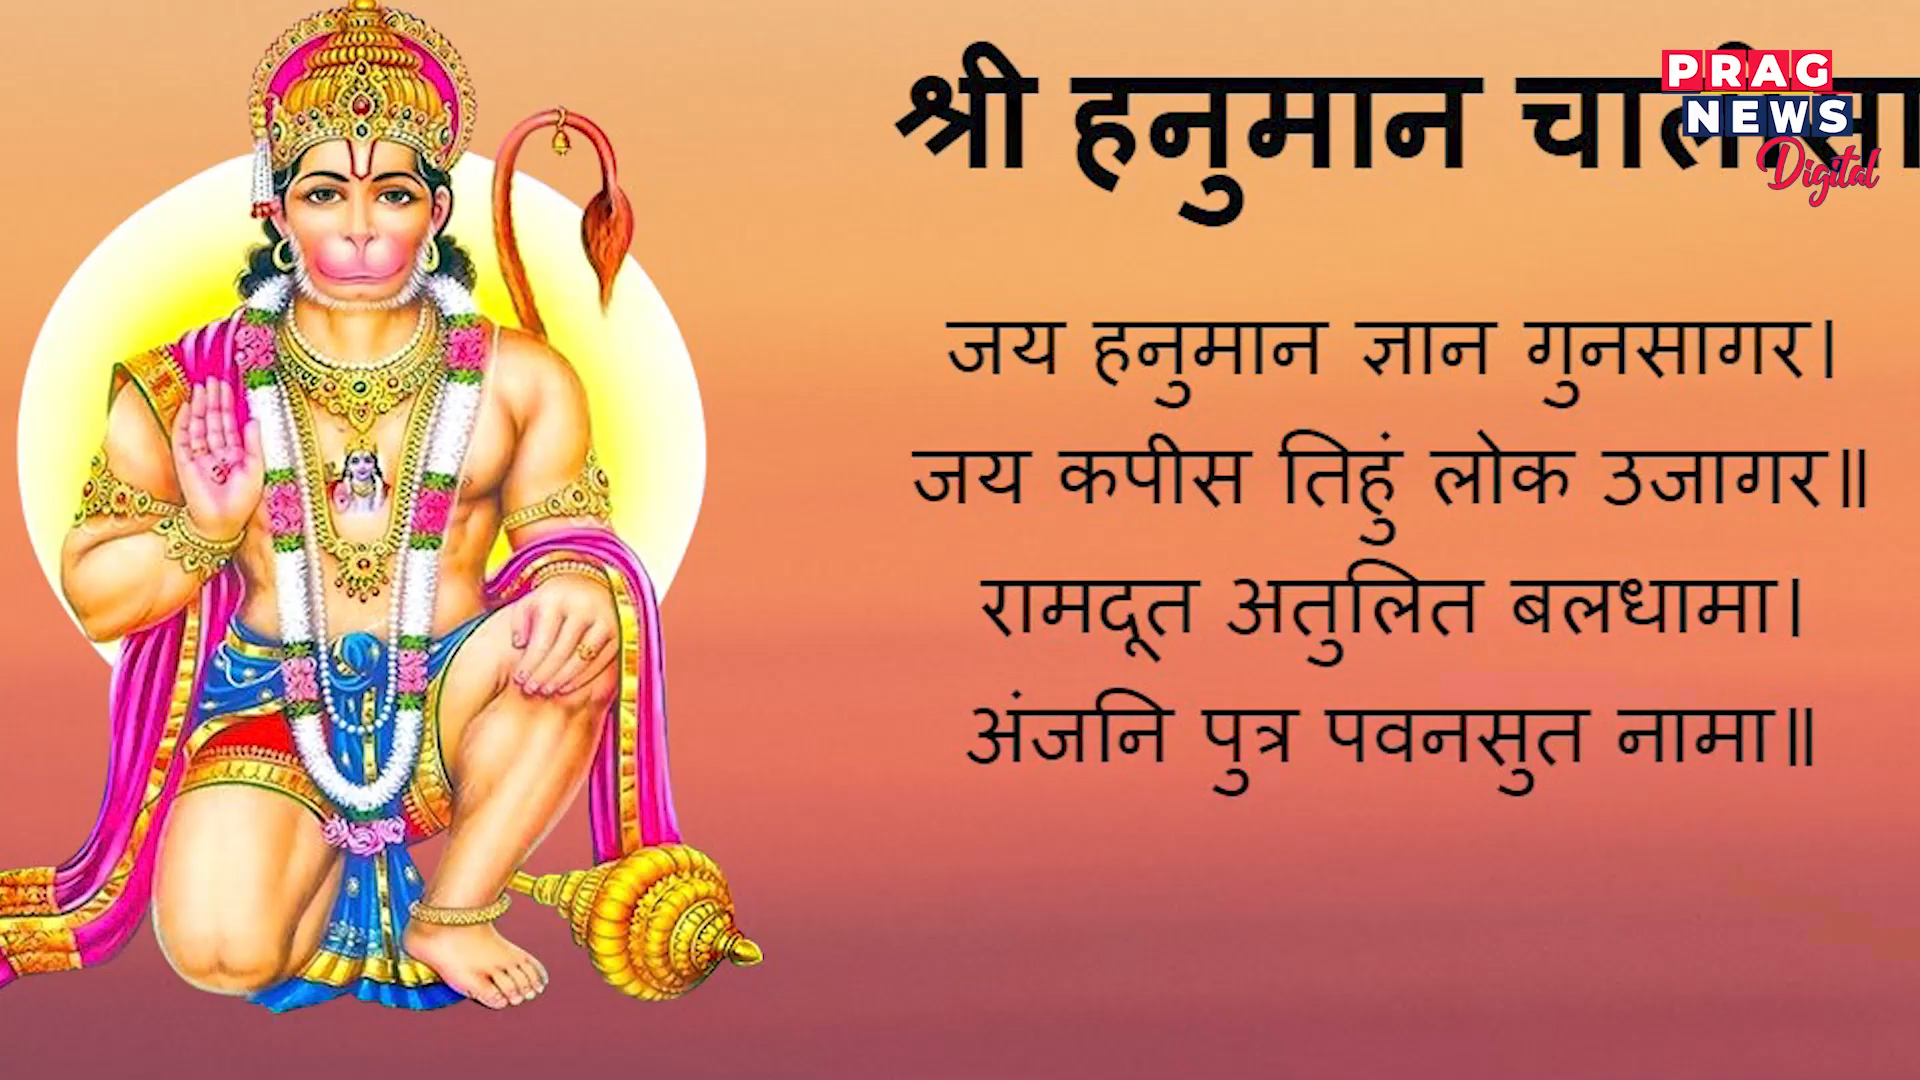 श्री हनुमान चालीसा
PRAG
NEWS
Digital
जय हनुमान ज्ञान गुनसागर।
जय कपीस तिहुं लोक उजागर॥
रामदूत अतुलित बलधामा।
अंजनि पुत्र पवनसुत नामा॥